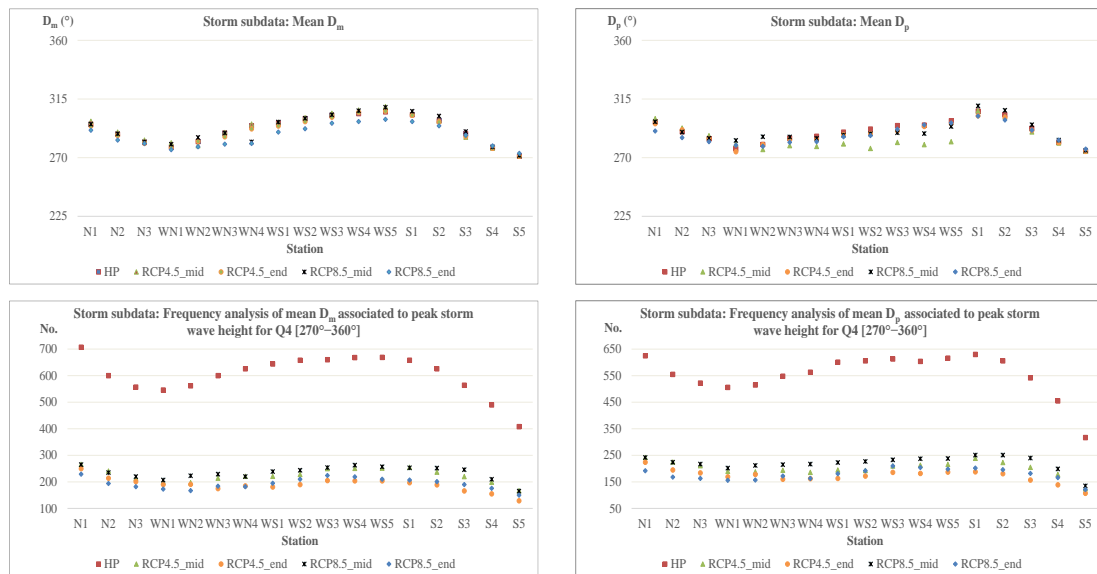 D_m (°) Storm subdata: Mean D_m
360
315
270
225
N1 N2 N3 WN1 WN2 WN3 WN4 WS1 WS2 WS3 WS4 WS5 S1 S2 S3 S4 S5
Station
HP RCP4.5_mid RCP4.5_end RCP8.5_mid RCP8.5_end
D_p (°) Storm subdata: Mean D_p
360
315
270
225
N1 N2 N3 WN1 WN2 WN3 WN4 WS1 WS2 WS3 WS4 WS5 S1 S2 S3 S4 S5
Station
HP RCP4.5_mid RCP4.5_end RCP8.5_mid RCP8.5_end
Storm subdata: Frequency analysis of mean D_m associated to peak storm
No. wave height for Q4 [270°−360°]
700
600
500
400
300
200
100
N1 N2 N3 WN1 WN2 WN3 WN4 WS1 WS2 WS3 WS4 WS5 S1 S2 S3 S4 S5
Station
HP RCP4.5_mid RCP4.5_end RCP8.5_mid RCP8.5_end
Storm subdata: Frequency analysis of mean D_p associated to peak storm
No. wave height for Q4 [270°−360°]
650
550
450
350
250
150
50
N1 N2 N3 WN1 WN2 WN3 WN4 WS1 WS2 WS3 WS4 WS5 S1 S2 S3 S4 S5
Station
HP RCP4.5_mid RCP4.5_end RCP8.5_mid RCP8.5_end